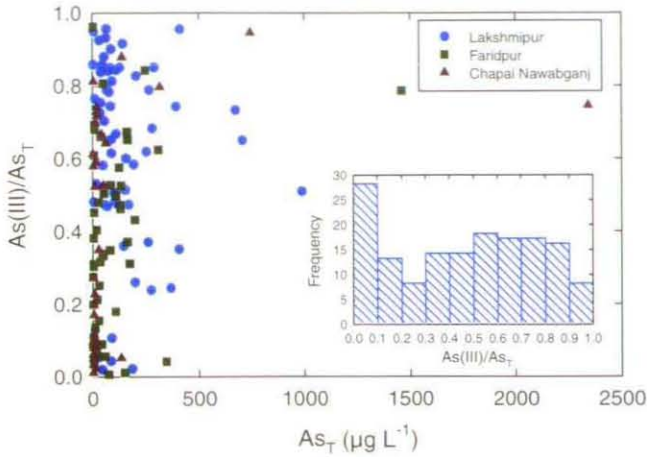 1.0
0.8
0.6
0.4
0.2
0.0
As(III)/As_T
Lakshmipur
Faridpur
Chapai Nawabganj
30
25
20
15
10
5
0
Frequency
0.0 0.1 0.2 0.3 0.4 0.5 0.6 0.7 0.8 0.9 1.0
As(III)/As_T
0 500 1000 1500 2000 2500
As_T (µg L⁻¹)